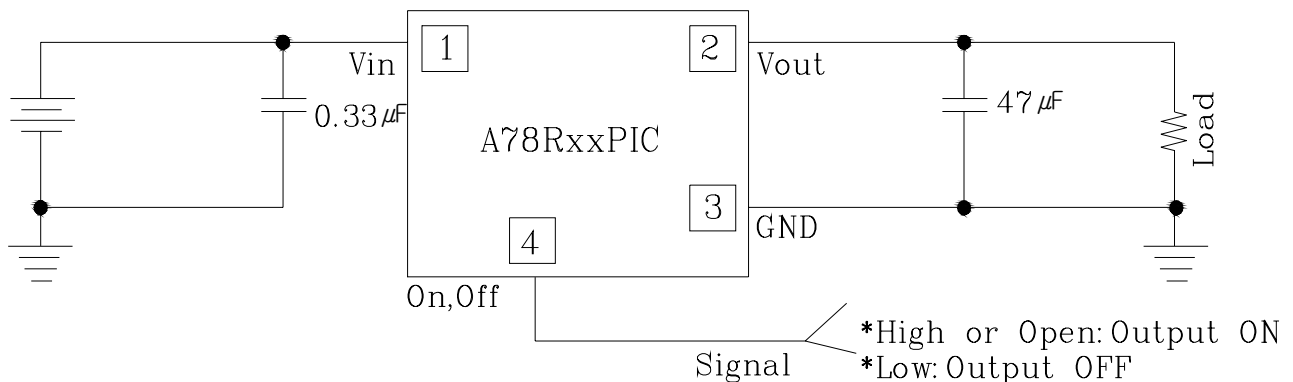 1
2
Vin
Vout
0.33μF
47μF
A78RxxPIC
Load
3
GND
4
On,Off
Signal
*High or Open:Output ON
*Low:Output OFF